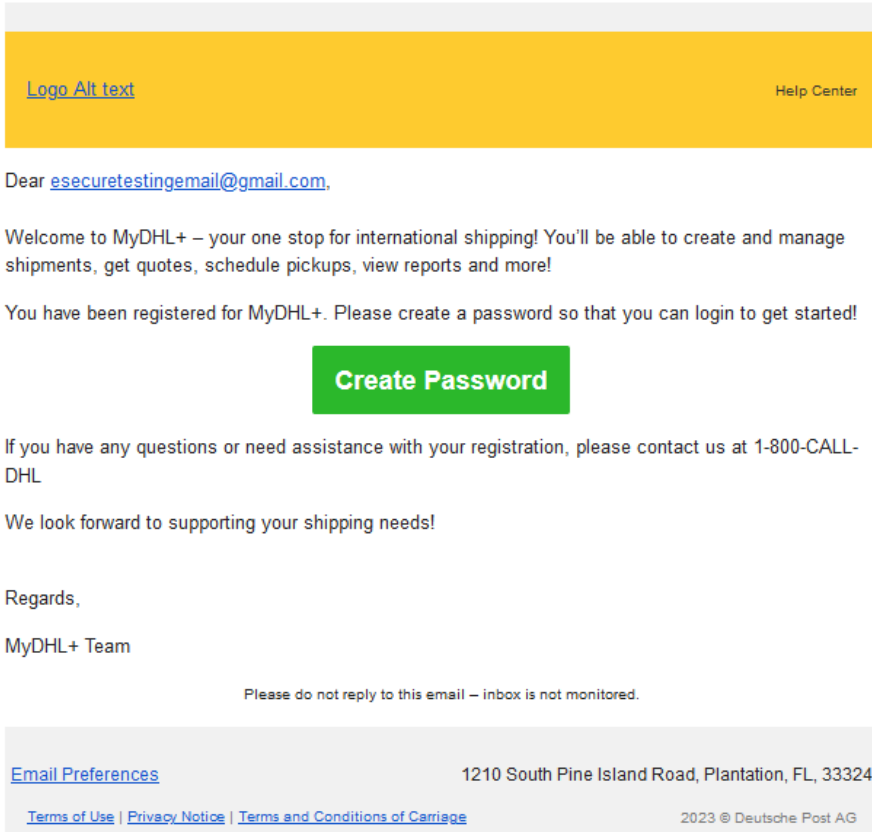 Logo Alt text Help Center
Dear esecuretestingemail@gmail.com,
Welcome to MyDHL+ – your one stop for international shipping! You'll be able to create and manage
shipments, get quotes, schedule pickups, view reports and more!
You have been registered for MyDHL+. Please create a password so that you can login to get started!
Create Password
If you have any questions or need assistance with your registration, please contact us at 1-800-CALL-
DHL
We look forward to supporting your shipping needs!
Regards,
MyDHL+ Team
Please do not reply to this email – inbox is not monitored.
Email Preferences 1210 South Pine Island Road, Plantation, FL, 33324
Terms of Use | Privacy Notice | Terms and Conditions of Carriage 2023 © Deutsche Post AG